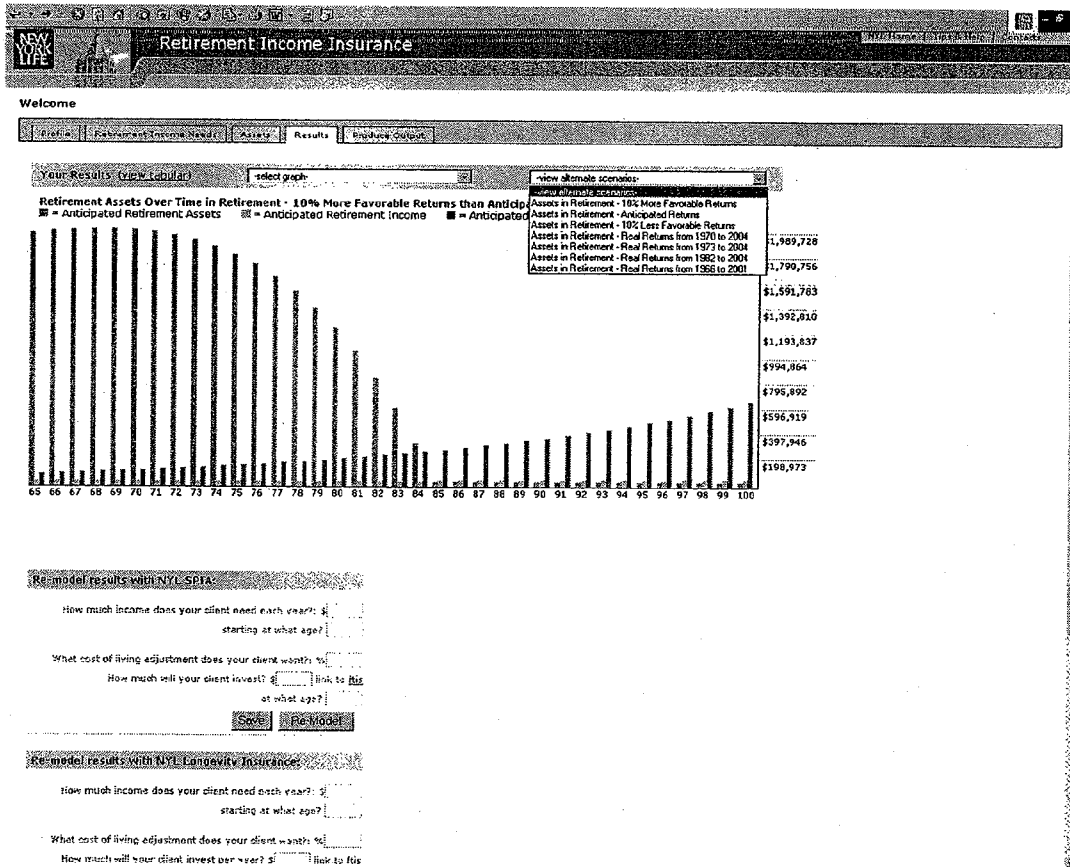 NEW
YORK
LIFE
Retirement Income Insurance
NYL Home
Welcome
Profile
Retirement Income Needs
Assets
Results
Produce Output
Your Results (view tabular)
-select graph-
-view alternate scenarios-
-view alternate scenarios-
Assets in Retirement - 10% More Favorable Returns
Assets in Retirement - Anticipated Returns
Assets in Retirement - 10% Less Favorable Returns
Assets in Retirement - Real Returns from 1970 to 2004
Assets in Retirement - Real Returns from 1973 to 2004
Assets in Retirement - Real Returns from 1982 to 2004
Assets in Retirement - Real Returns from 1966 to 2001
Retirement Assets Over Time in Retirement - 10% More Favorable Returns than Anticip
= Anticipated Retirement Assets = Anticipated Retirement Income = Anticipated
$1,989,728
$1,790,756
$1,591,783
$1,392,810
$1,193,837
$994,864
$795,892
$596,919
$397,946
$198,973
65 66 67 68 69 70 71 72 73 74 75 76 77 78 79 80 81 82 83 84 85 86 87 88 89 90 91 92 93 94 95 96 97 98 99 100
Re-model results with NYL SPIA:
How much income does your client need each year?: $
starting at what age?
What cost of living adjustment does your client want?: %
How much will your client invest? $ link to ftis
at what age?
Save Re-Model
Re-model results with NYL Longevity Insurance:
How much income does your client need each year?: $
starting at what age?
What cost of living adjustment does your client want?: %
How much will your client invest per year? $ link to ftis